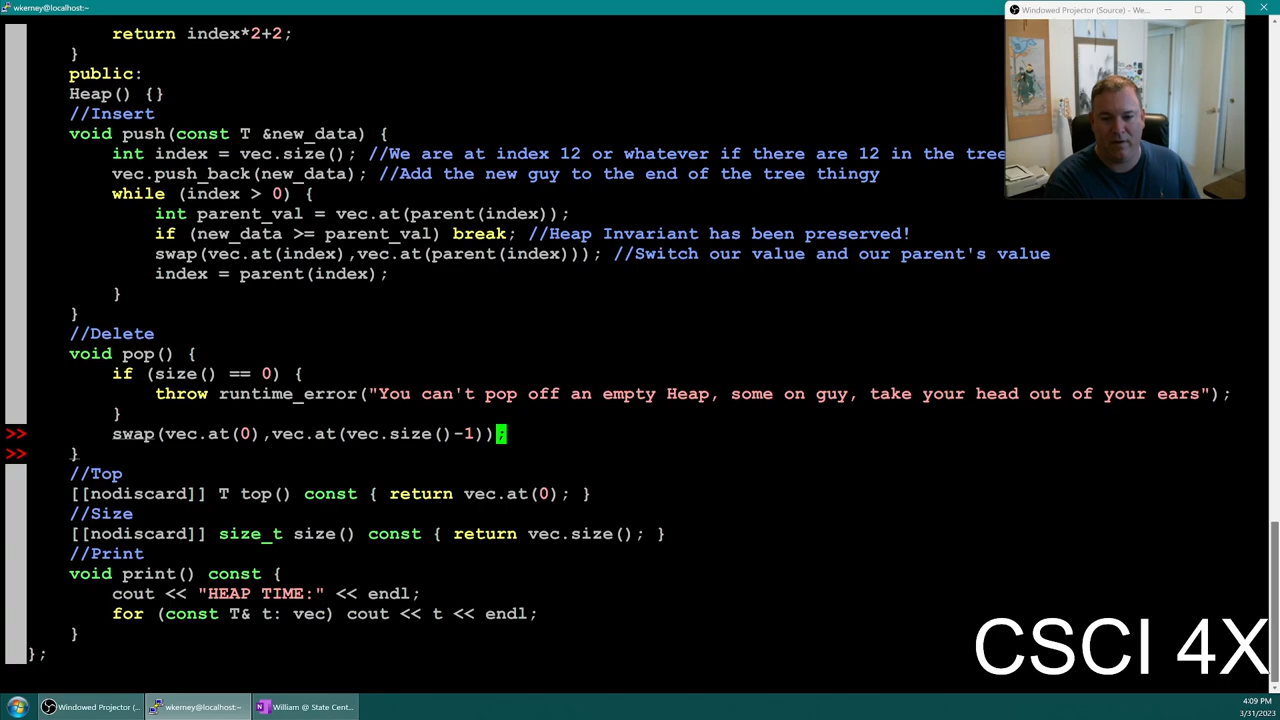 wkerney@localhost:~
Windowed Projector (Source) - We...
return index*2+2;
}
public:
Heap() {}
//Insert
void push(const T &new_data) {
int index = vec.size(); //We are at index 12 or whatever if there are 12 in the tree
vec.push_back(new_data); //Add the new guy to the end of the tree thingy
while (index > 0) {
int parent_val = vec.at(parent(index));
if (new_data >= parent_val) break; //Heap Invariant has been preserved!
swap(vec.at(index),vec.at(parent(index))); //Switch our value and our parent's value
index = parent(index);
}
}
//Delete
void pop() {
if (size() == 0) {
throw runtime_error("You can't pop off an empty Heap, some on guy, take your head out of your ears");
}
>> swap(vec.at(0),vec.at(vec.size()-1));
>> }
//Top
[[nodiscard]] T top() const { return vec.at(0); }
//Size
[[nodiscard]] size_t size() const { return vec.size(); }
//Print
void print() const {
cout << "HEAP TIME:" << endl;
for (const T& t: vec) cout << t << endl;
}
};
CSCI 4X
Windowed Projector (...
wkerney@localhost:~
William @ State Cent...
4:09 PM
3/31/2023